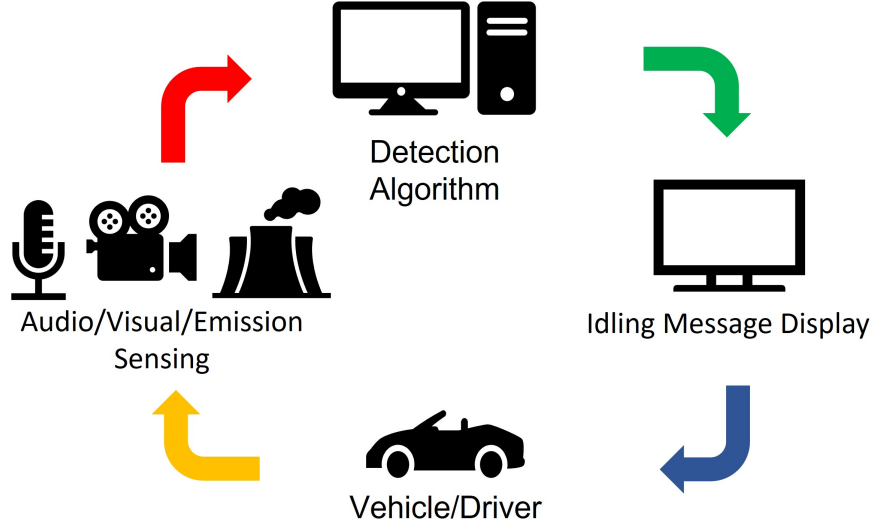 Detection
Algorithm
Audio/Visual/Emission
Sensing
Idling Message Display
Vehicle/Driver